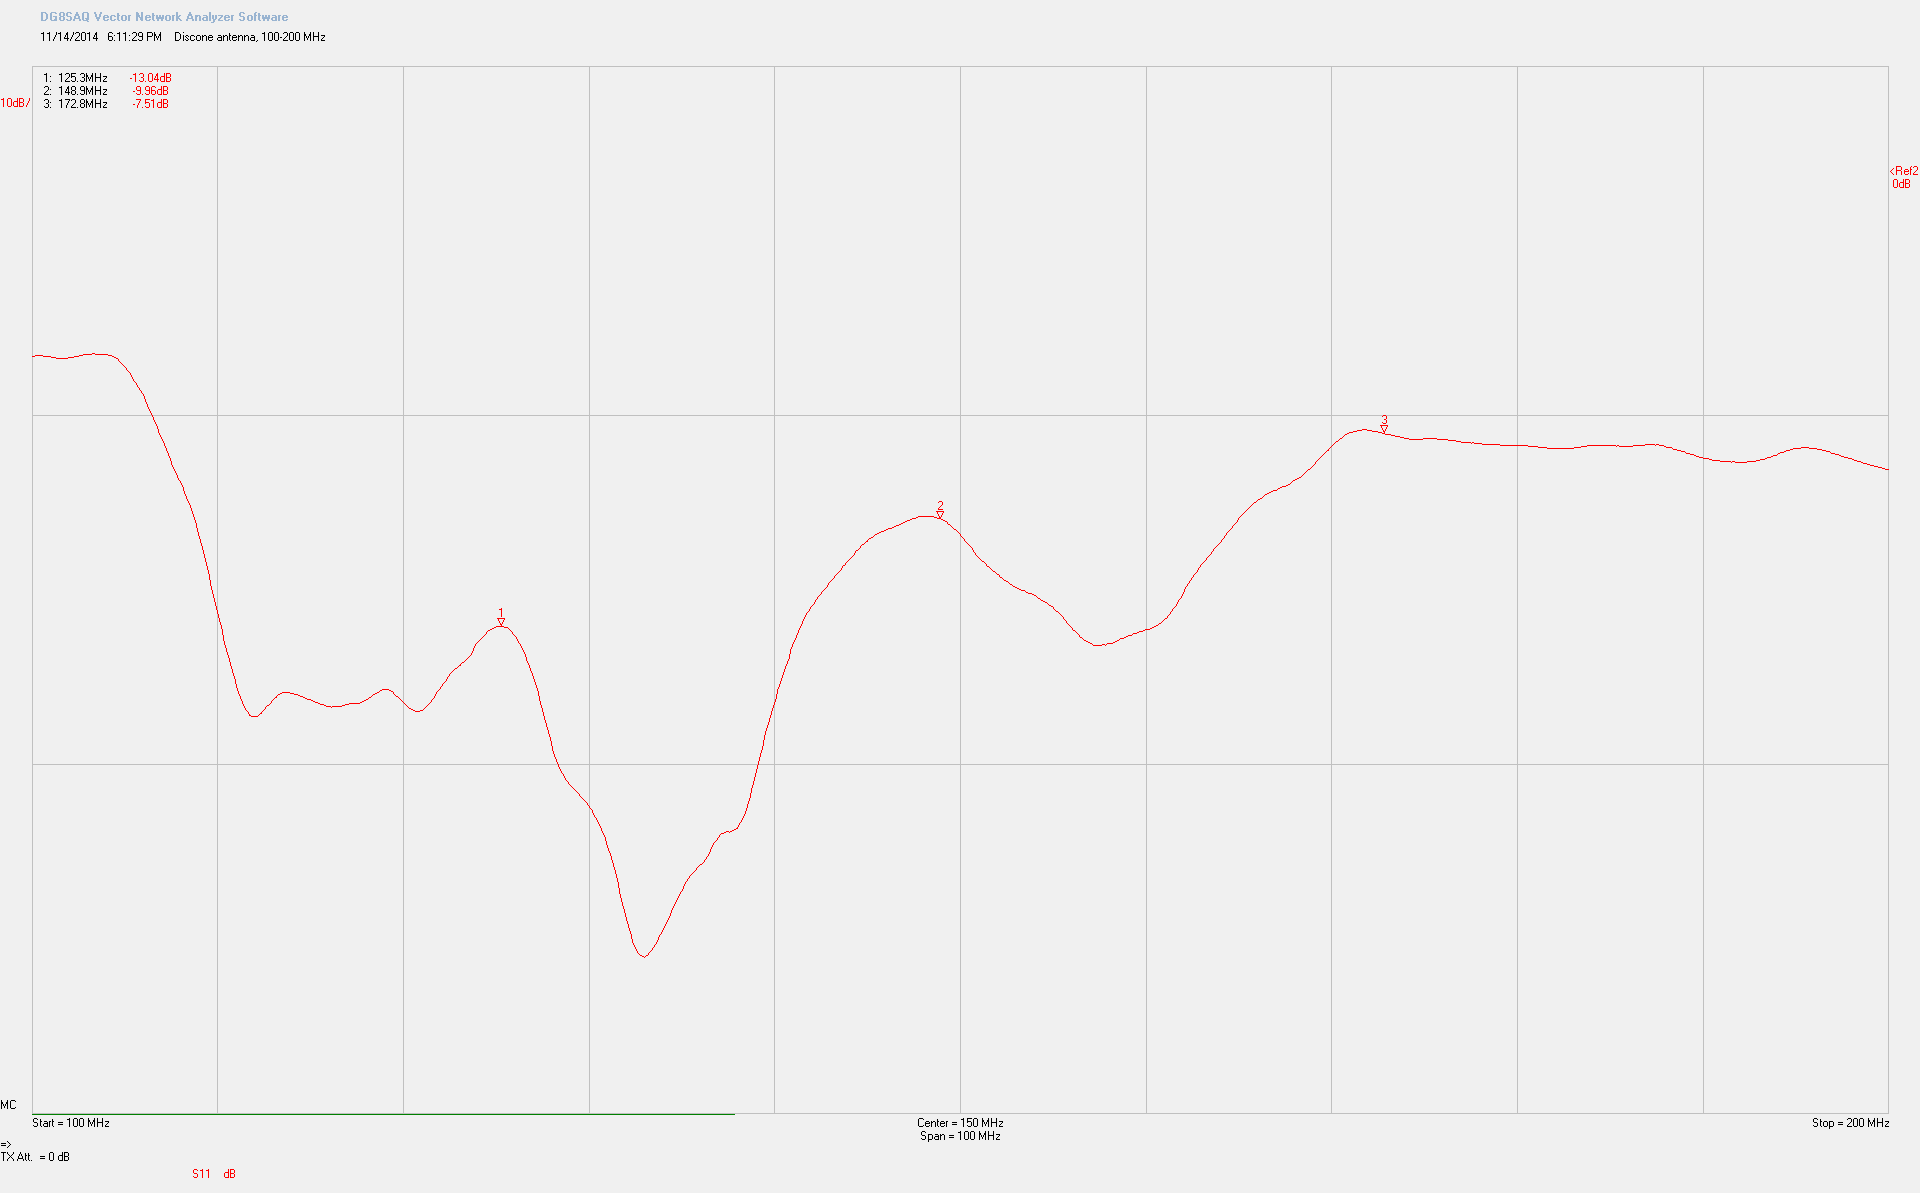 DG8SAQ Vector Network Analyzer Software
11/14/2014 6:11:29 PM Discone antenna, 100-200 MHz
1: 125.3MHz -13.04dB
2: 148.9MHz -9.96dB
3: 172.8MHz -7.51dB
10dB/
<Ref2
0dB
3
2
1
MC
Start = 100 MHz Center = 150 MHz Stop = 200 MHz
Span = 100 MHz
=>
TX Att. = 0 dB
S11 dB